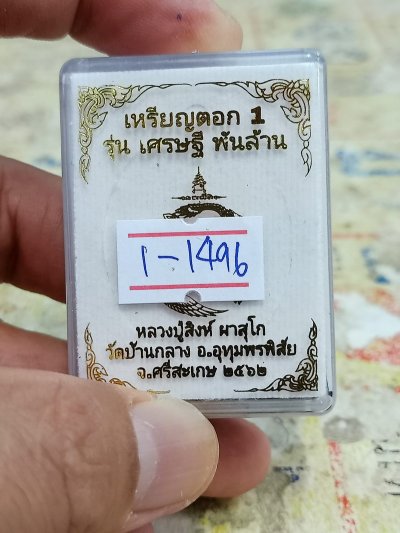 เหรียญตอก 1
รุ่น เศรษฐี พันล้าน
1-1496
หลวงปู่สิงห์ ผาสุโก
วัดบ้านกลาง อ.อุทุมพรพิสัย
จ.ศรีสะเกษ ๒๕๖๒